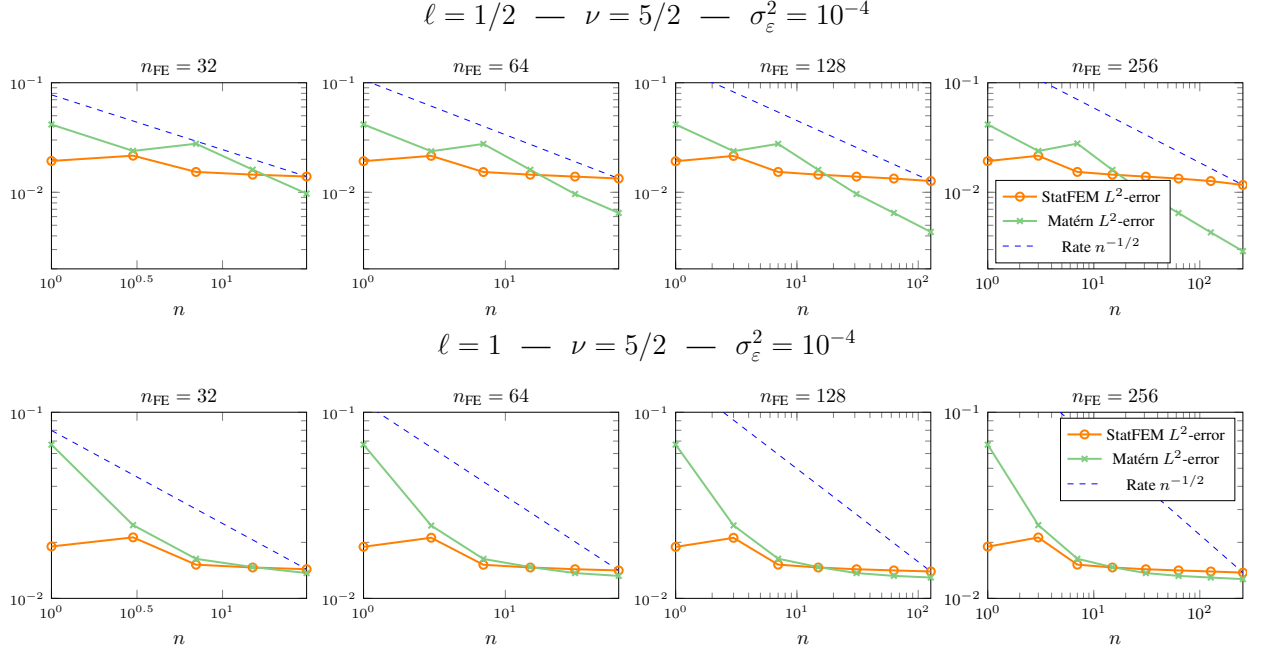 ℓ = 1/2 — ν = 5/2 — σ_ε^2 = 10^−4
n_FE = 32
n_FE = 64
n_FE = 128
n_FE = 256
10^−1
10^−1
10^−1
10^−1
10^−2
10^−2
10^−2
10^−2
StatFEM L^2-error
Matérn L^2-error
Rate n^−1/2
10^0
10^0.5
10^1
10^0
10^1
10^0
10^1
10^2
10^0
10^1
10^2
n
n
n
n
ℓ = 1 — ν = 5/2 — σ_ε^2 = 10^−4
n_FE = 32
n_FE = 64
n_FE = 128
n_FE = 256
10^−1
10^−1
10^−1
10^−1
StatFEM L^2-error
Matérn L^2-error
Rate n^−1/2
10^−2
10^−2
10^−2
10^−2
10^0
10^0.5
10^1
10^0
10^1
10^0
10^1
10^2
10^0
10^1
10^2
n
n
n
n